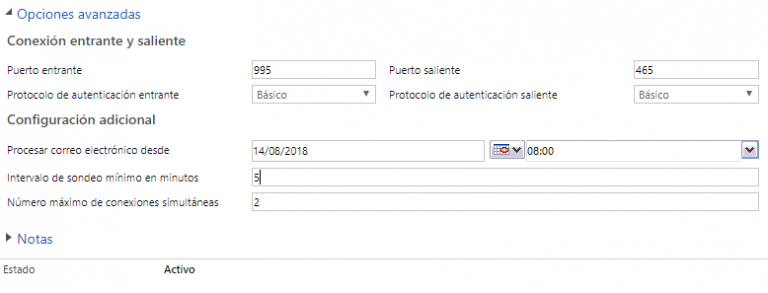 Opciones avanzadas
Conexión entrante y saliente
Puerto entrante 995 Puerto saliente 465
Protocolo de autenticación entrante Básico Protocolo de autenticación saliente Básico
Configuración adicional
Procesar correo electrónico desde 14/08/2018 08:00
Intervalo de sondeo mínimo en minutos 5
Número máximo de conexiones simultáneas 2
Notas
Estado Activo